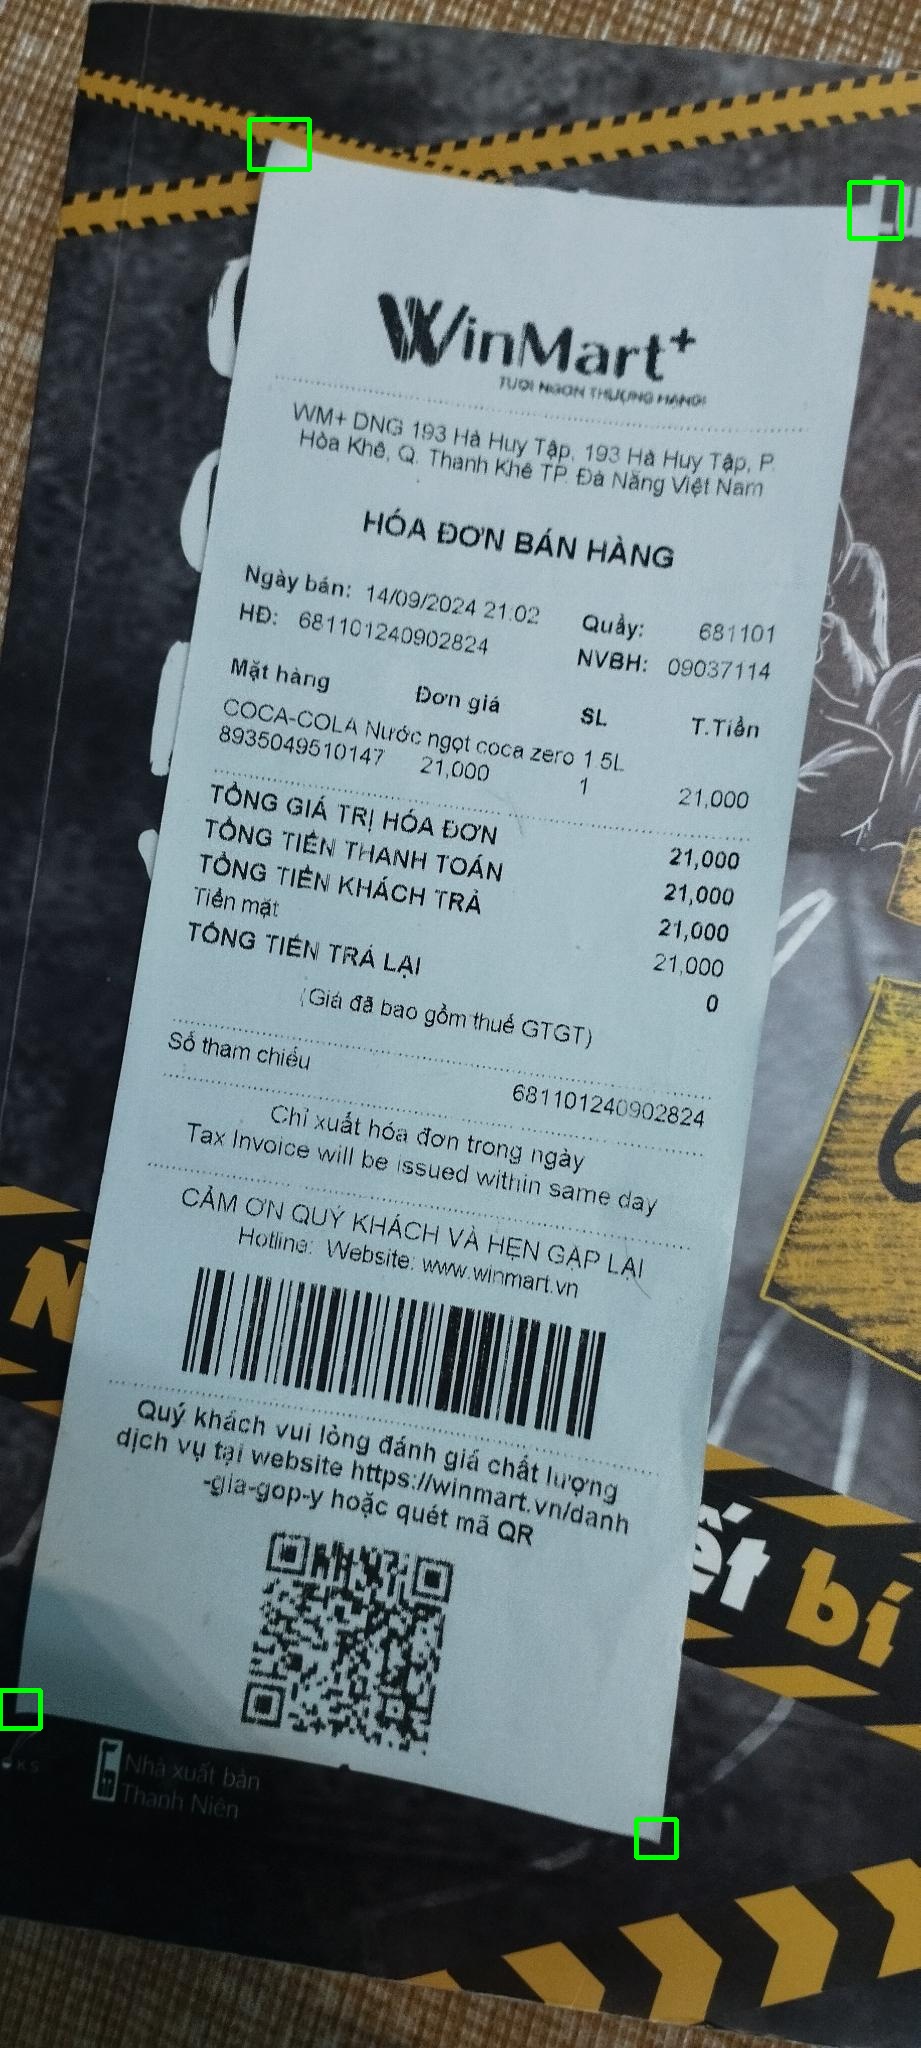 Lu
WinMart+
TƯƠI NGON THƯỢNG HẠNG!
WM+ DNG 193 Hà Huy Tập, 193 Hà Huy Tập, P.
Hòa Khê, Q. Thanh Khê TP. Đà Nẵng Việt Nam
HÓA ĐƠN BÁN HÀNG
Ngày bán: 14/09/2024 21:02 Quầy: 681101
HĐ: 681101240902824 NVBH: 09037114
Mặt hàng Đơn giá SL T.Tiền
COCA-COLA Nước ngọt coca zero 1.5L
8935049510147 21,000 1 21,000
TỔNG GIÁ TRỊ HÓA ĐƠN 21,000
TỔNG TIỀN THANH TOÁN 21,000
TỔNG TIỀN KHÁCH TRẢ 21,000
Tiền mặt 21,000
TỔNG TIỀN TRẢ LẠI 0
(Giá đã bao gồm thuế GTGT)
Số tham chiếu 681101240902824
Chỉ xuất hóa đơn trong ngày
Tax Invoice will be issued within same day
CẢM ƠN QUÝ KHÁCH VÀ HẸN GẶP LẠI
Hotline: Website: www.winmart.vn
Quý khách vui lòng đánh giá chất lượng
dịch vụ tại website https://winmart.vn/danh
-gia-gop-y hoặc quét mã QR
N
6
ết bí
KS
Nhà xuất bản
Thanh Niên